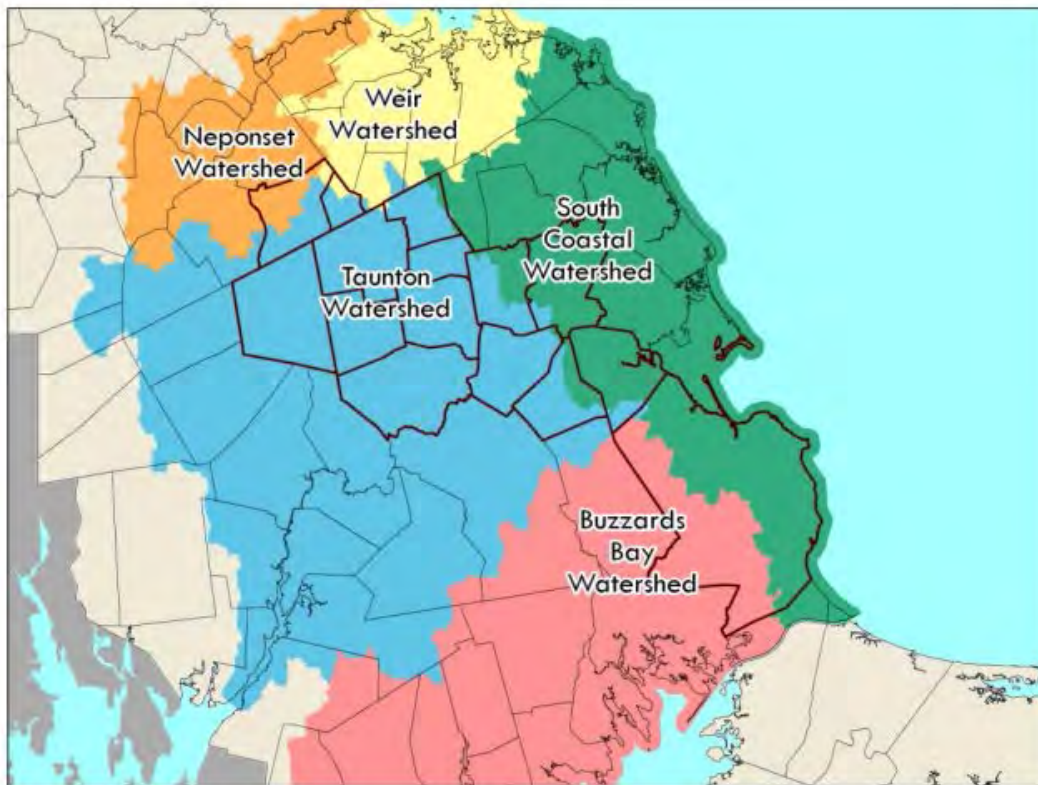 Weir
Watershed
Neponset
Watershed
South
Coastal
Watershed
Taunton
Watershed
Buzzards
Bay
Watershed